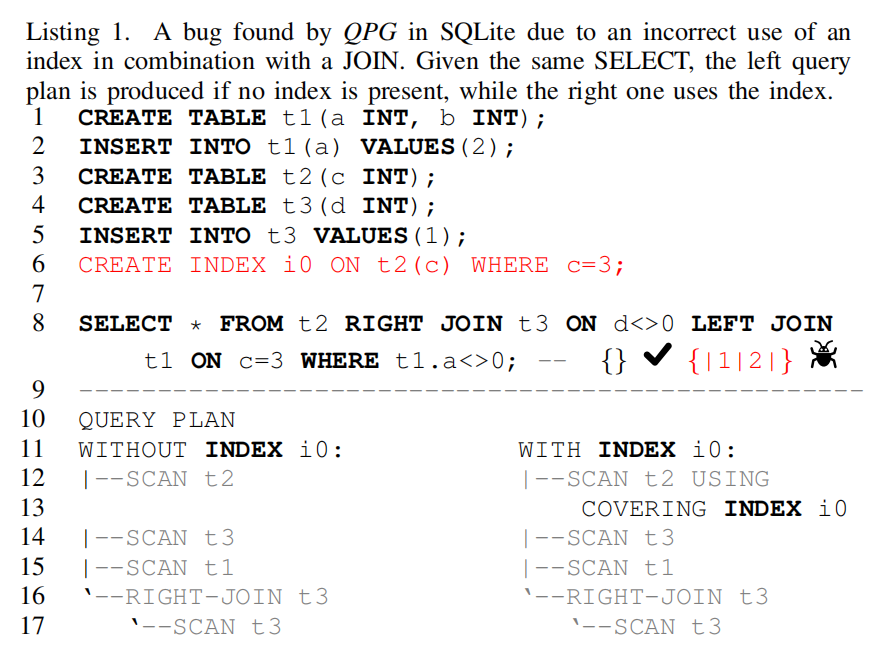 Listing 1. A bug found by QPG in SQLite due to an incorrect use of an
index in combination with a JOIN. Given the same SELECT, the left query
plan is produced if no index is present, while the right one uses the index.
1 CREATE TABLE t1(a INT, b INT);
2 INSERT INTO t1(a) VALUES(2);
3 CREATE TABLE t2(c INT);
4 CREATE TABLE t3(d INT);
5 INSERT INTO t3 VALUES(1);
6 CREATE INDEX i0 ON t2(c) WHERE c=3;
7
8 SELECT * FROM t2 RIGHT JOIN t3 ON d<>0 LEFT JOIN
t1 ON c=3 WHERE t1.a<>0; -- {} ✔ {|1|2|}
9 ---------------------------------------------------
10 QUERY PLAN
11 WITHOUT INDEX i0: WITH INDEX i0:
12 |--SCAN t2 |--SCAN t2 USING
13 COVERING INDEX i0
14 |--SCAN t3 |--SCAN t3
15 |--SCAN t1 |--SCAN t1
16 `--RIGHT-JOIN t3 `--RIGHT-JOIN t3
17 `--SCAN t3 `--SCAN t3